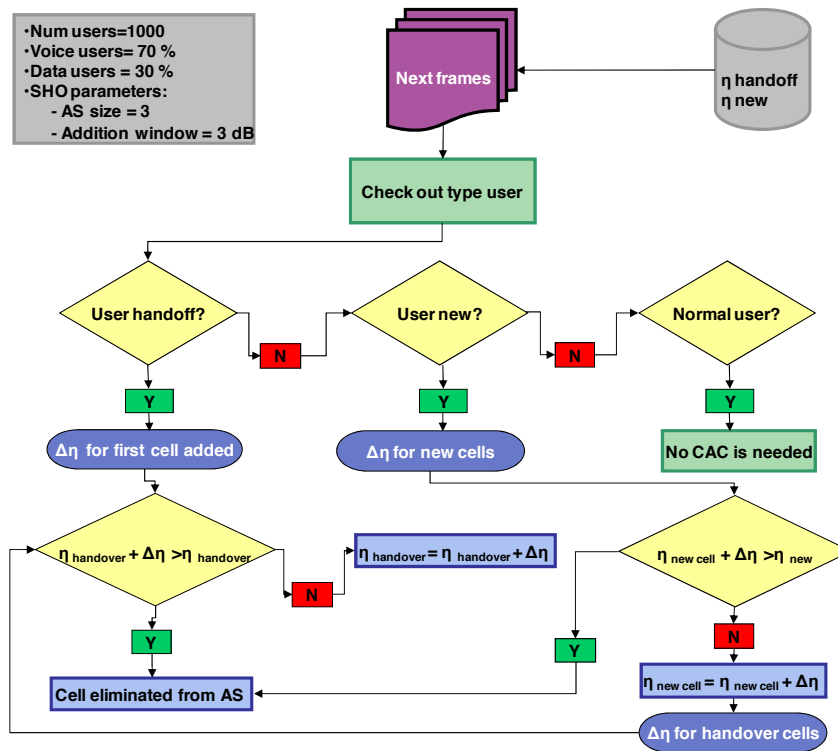 ·Num users=1000
·Voice users= 70 %
·Data users = 30 %
·SHO parameters:
- AS size = 3
- Addition window = 3 dB
Next frames
η handoff
η new
Check out type user
User handoff?
N
User new?
N
Normal user?
Y
Y
Y
Δη for first cell added
Δη for new cells
No CAC is needed
η handover + Δη >η handover
N
η handover = η handover + Δη
η new cell + Δη >η new
Y
Y
N
Cell eliminated from AS
η new cell = η new cell + Δη
Δη for handover cells